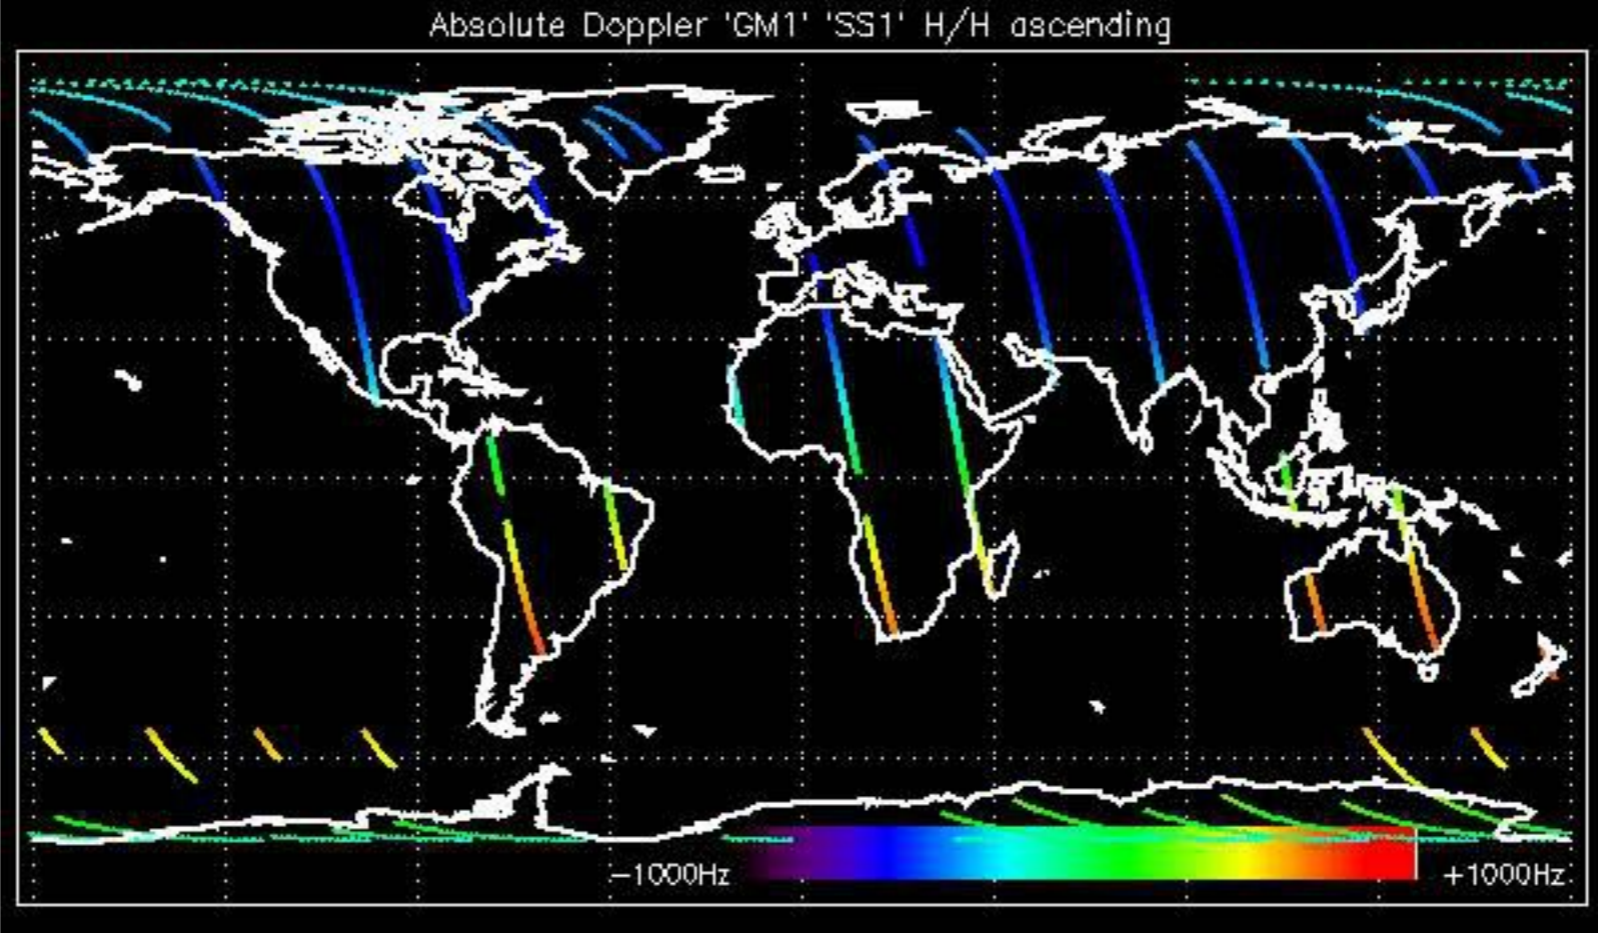 Absolute Doppler 'GM1' 'SS1' H/H ascending
−1000Hz +1000Hz